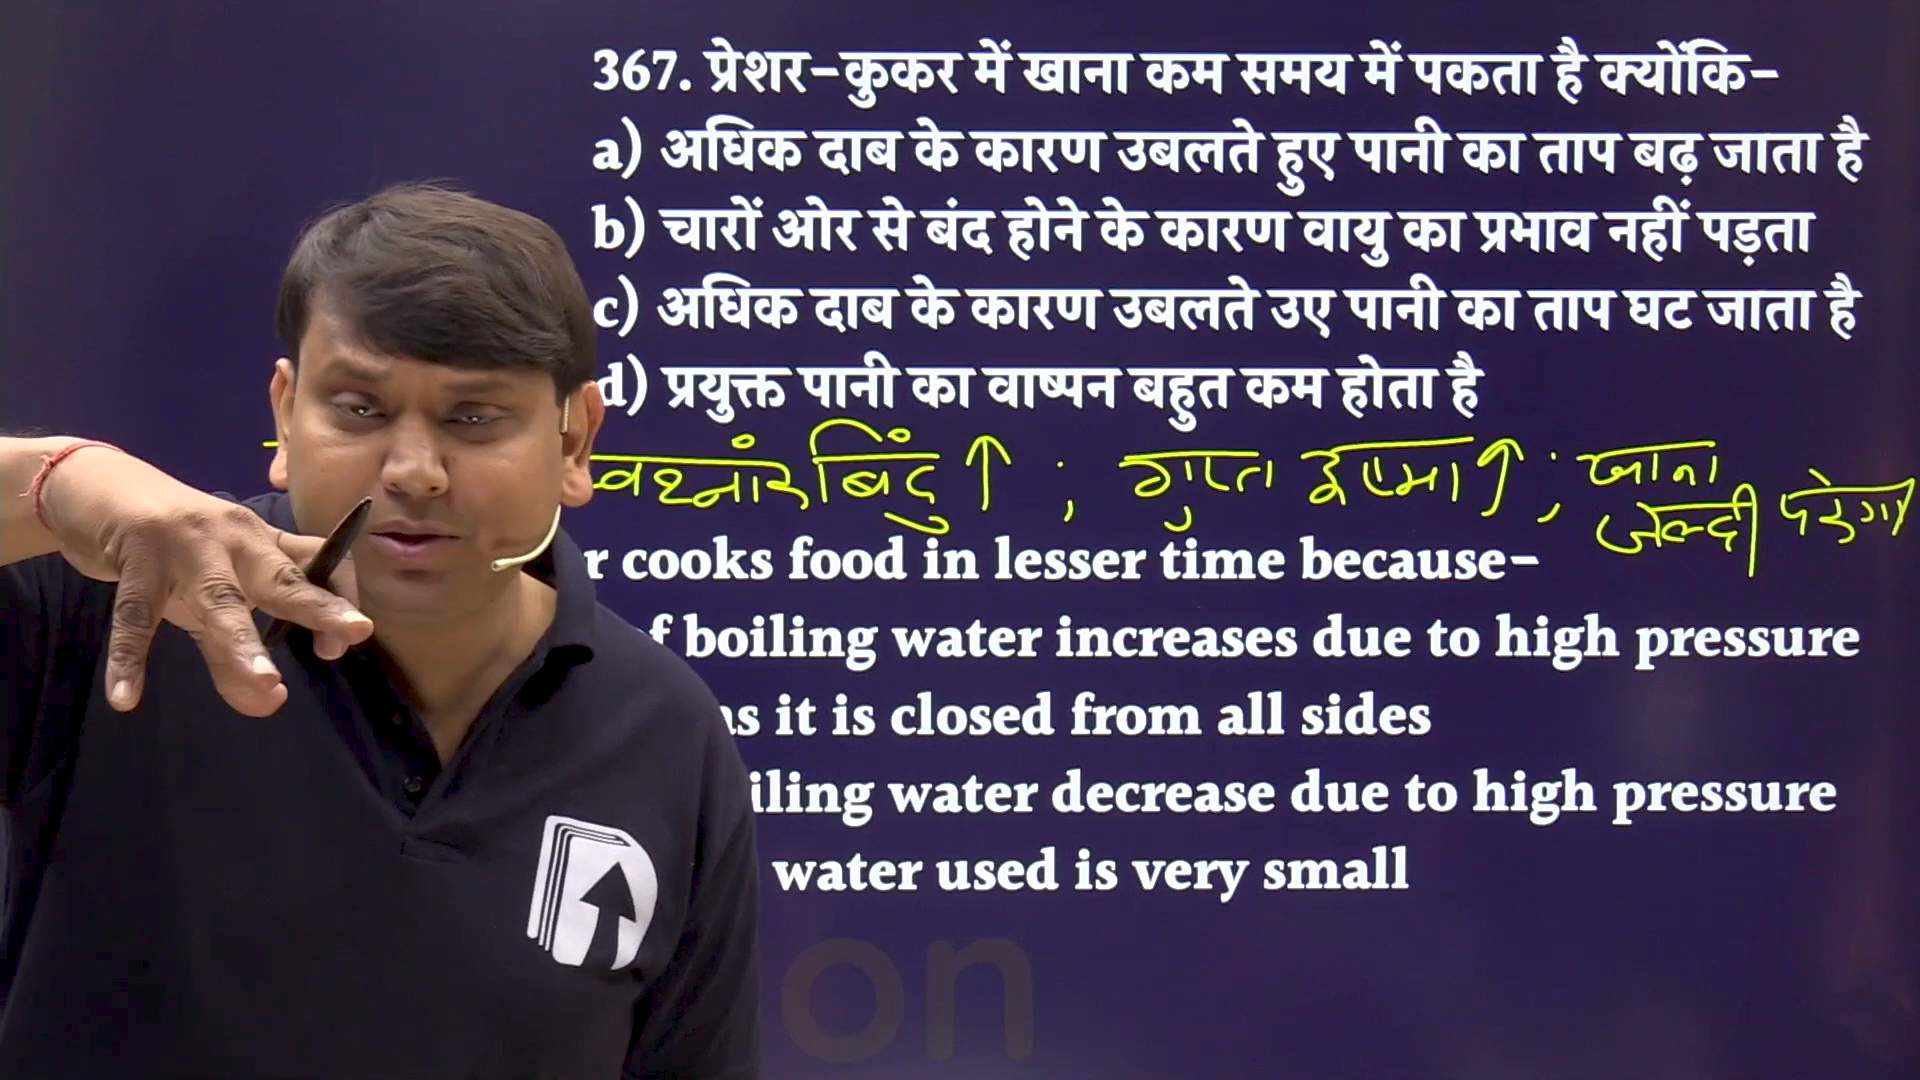 367. प्रेशर-कुकर में खाना कम समय में पकता है क्योंकि-
a) अधिक दाब के कारण उबलते हुए पानी का ताप बढ़ जाता है
b) चारों ओर से बंद होने के कारण वायु का प्रभाव नहीं पड़ता
c) अधिक दाब के कारण उबलते उए पानी का ताप घट जाता है
d) प्रयुक्त पानी का वाष्पन बहुत कम होता है
बिंदु ↑ ; गुप्त ऊष्मा ↑ ; खाना
जल्दी
r cooks food in lesser time because-
f boiling water increases due to high pressure
as it is closed from all sides
iling water decrease due to high pressure
water used is very small
on